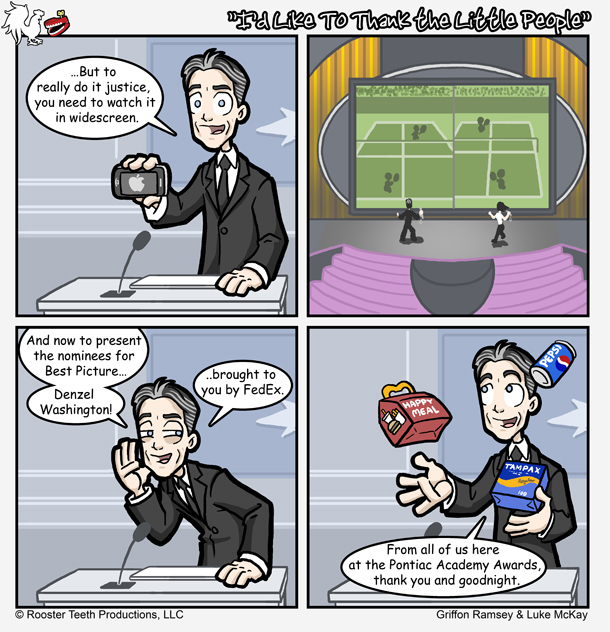 "I'd Like To Thank the Little People"
...But to
really do it justice,
you need to watch it
in widescreen.
And now to present
the nominees for
Best Picture...
Denzel
Washington!
..brought to
you by FedEx.
PEPSI
HAPPY
MEAL
TAMPAX
Regular
From all of us here
at the Pontiac Academy Awards,
thank you and goodnight.
© Rooster Teeth Productions, LLC
Griffon Ramsey & Luke McKay